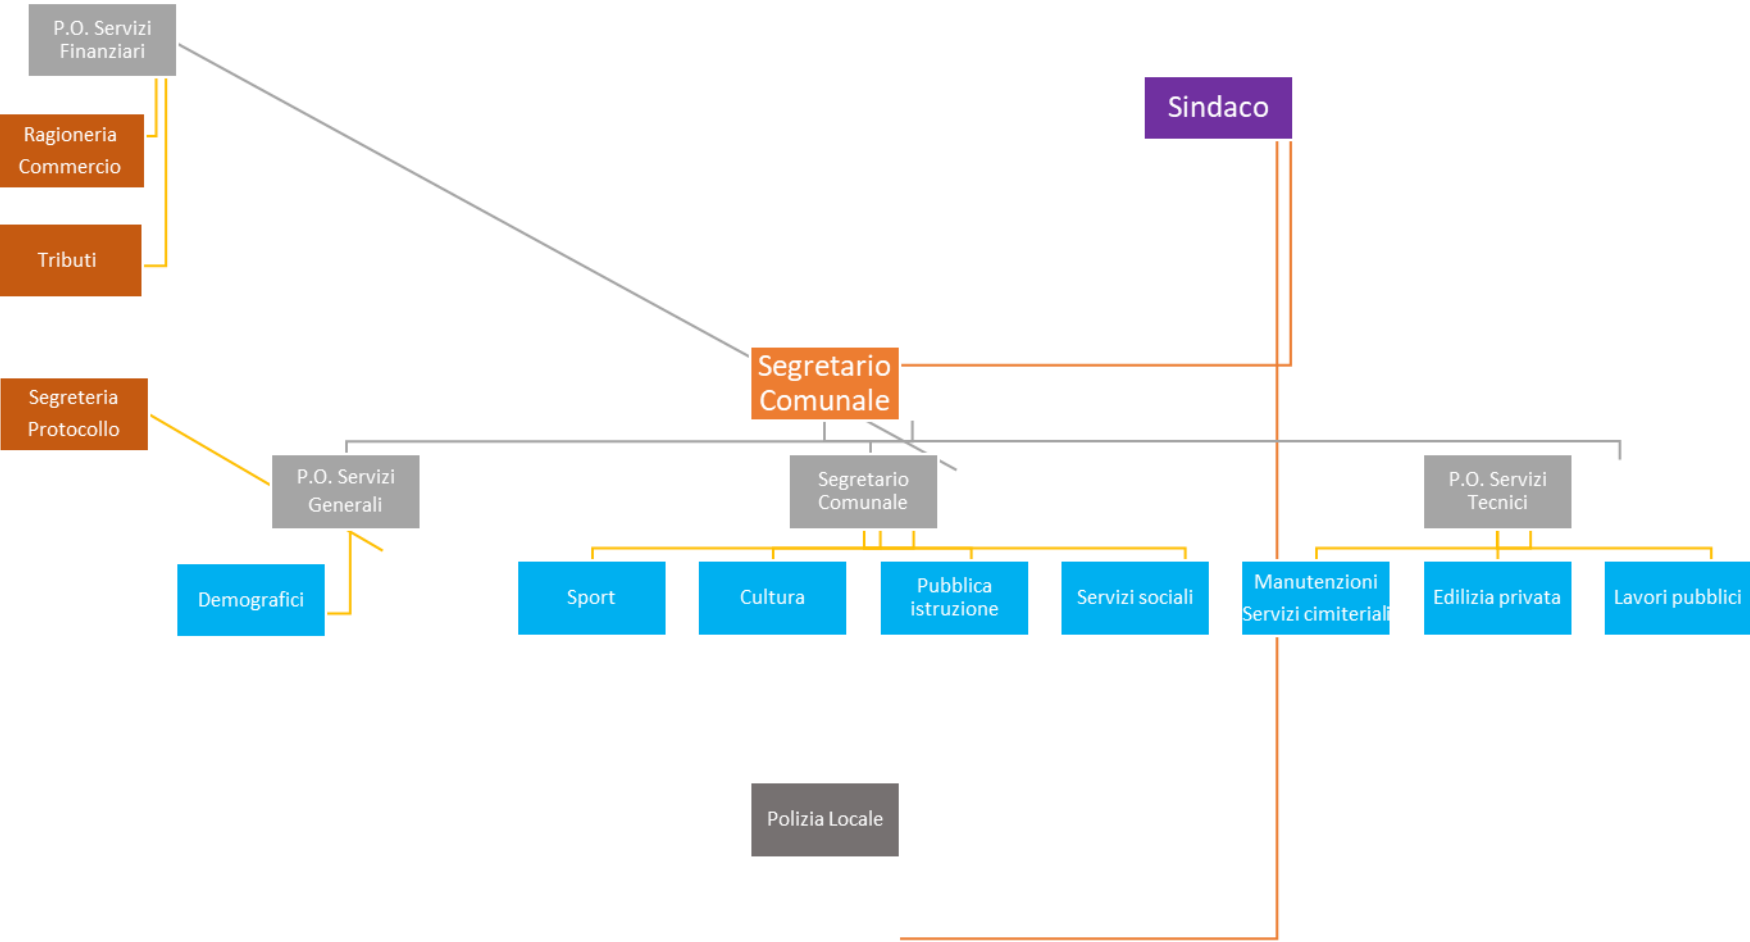 P.O. Servizi
Finanziari
Sindaco
Ragioneria
Commercio
Tributi
Segretario
Comunale
Segreteria
Protocollo
P.O. Servizi
Generali
Segretario
Comunale
P.O. Servizi
Tecnici
Demografici
Sport
Cultura
Pubblica
istruzione
Servizi sociali
Manutenzioni
Servizi cimiteriali
Edilizia privata
Lavori pubblici
Polizia Locale